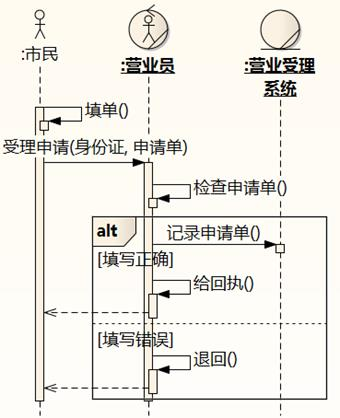 :市民
:营业员
:营业受理
系统
填单()
受理申请(身份证, 申请单)
检查申请单()
alt
记录申请单()
[填写正确]
给回执()
[填写错误]
退回()